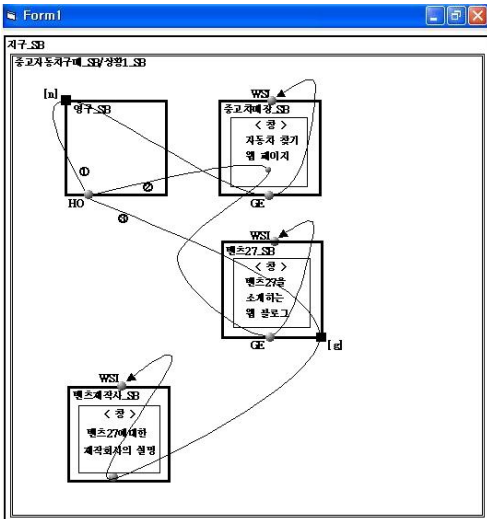 Form1
지구_SB
중고자동차구매_SB/상황1_SB
[n]
영구_SB
①
②
③
HO
WSI
중고차매장_SB
< 창 >
자동차 찾기
웹 페이지
GE
WSI
벤츠27_SB
< 창 >
벤츠27을
소개하는
웹 블로그
GE
[g]
WSI
벤츠제작사_SB
< 창 >
벤츠27에대한
제작회사의 설명